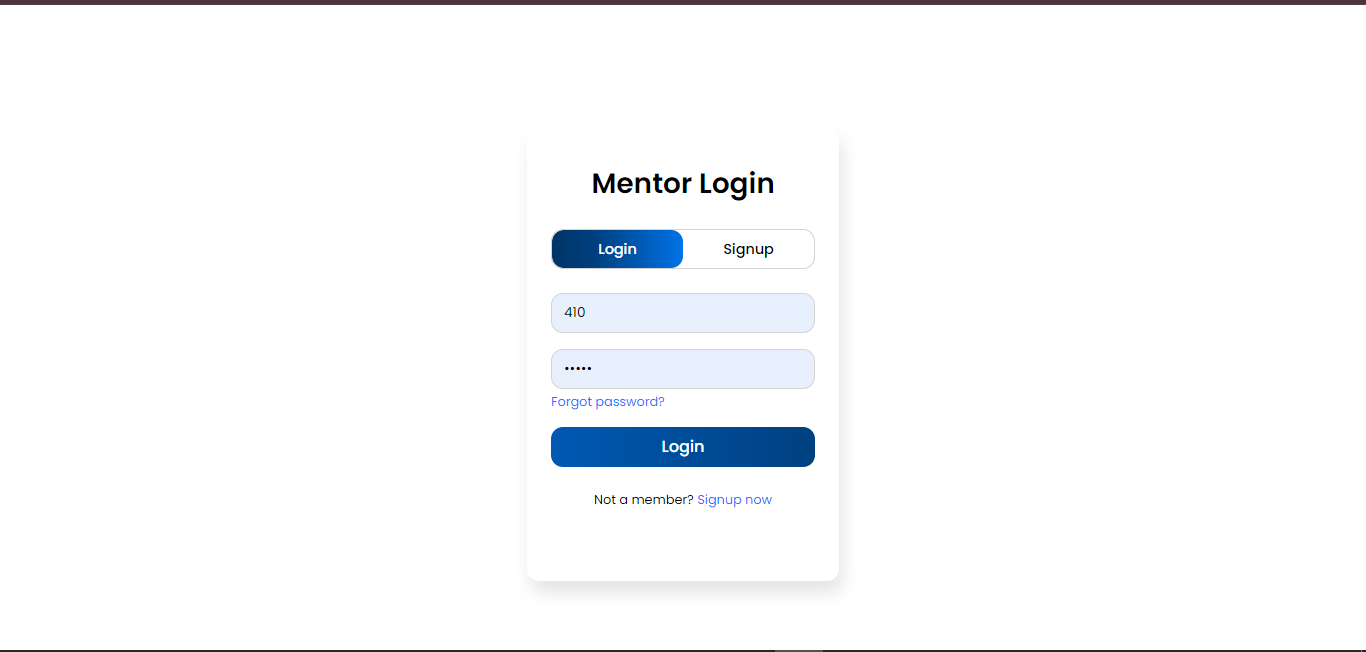 Mentor Login
Login Signup
410
•••••
Forgot password?
Login
Not a member? Signup now